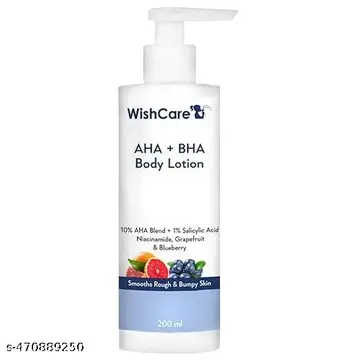 WishCare
AHA + BHA
Body Lotion
10% AHA Blend + 1% Salicylic Acid
Niacinamide, Grapefruit
& Blueberry
Smooths Rough & Bumpy Skin
200 ml
s-470889250